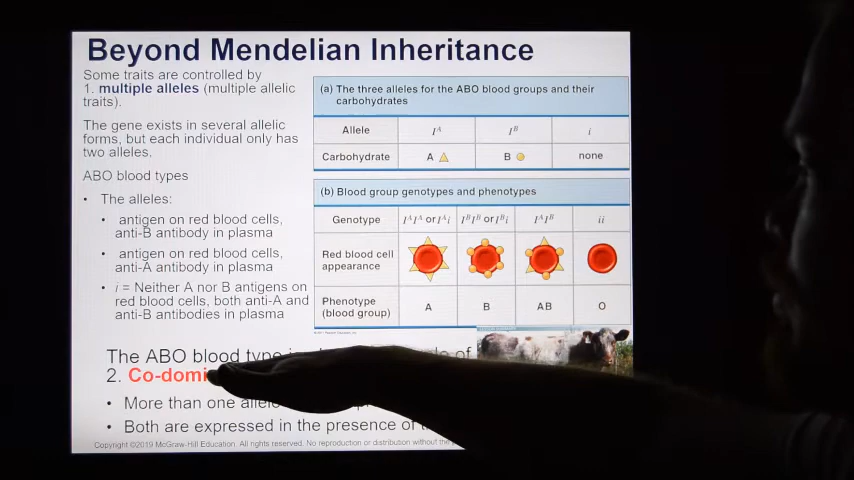 Beyond Mendelian Inheritance
Some traits are controlled by
1. multiple alleles (multiple allelic
traits).
The gene exists in several allelic
forms, but each individual only has
two alleles.
ABO blood types
• The alleles:
• antigen on red blood cells,
anti-B antibody in plasma
• antigen on red blood cells,
anti-A antibody in plasma
• i = Neither A nor B antigens on
red blood cells, both anti-A and
anti-B antibodies in plasma
(a) The three alleles for the ABO blood groups and their
carbohydrates
Allele IA IB i
Carbohydrate A B none
(b) Blood group genotypes and phenotypes
Genotype IAIA or IAi IBIB or IBi IAIB ii
Red blood cell
appearance
Phenotype
(blood group) A B AB O
The ABO blood type of
2. Co-domi
• More than one
• Both are expressed in the presence of
Copyright ©2019 McGraw-Hill Education. All rights reserved. No reproduction or distribution without the